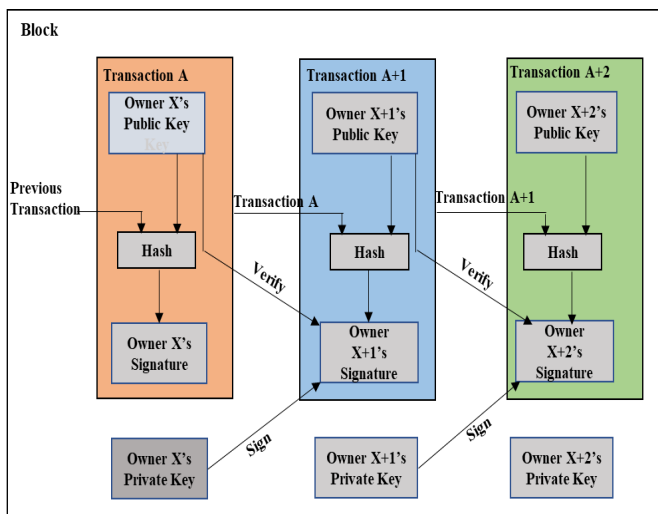 Block
Transaction A
Owner X's
Public Key
Key
Previous
Transaction
Hash
Owner X's
Signature
Owner X's
Private Key
Transaction A
Verify
Sign
Transaction A+1
Owner X+1's
Public Key
Hash
Owner
X+1's
Signature
Owner X+1's
Private Key
Transaction A+1
Verify
Sign
Transaction A+2
Owner X+2's
Public Key
Hash
Owner
X+2's
Signature
Owner X+2's
Private Key